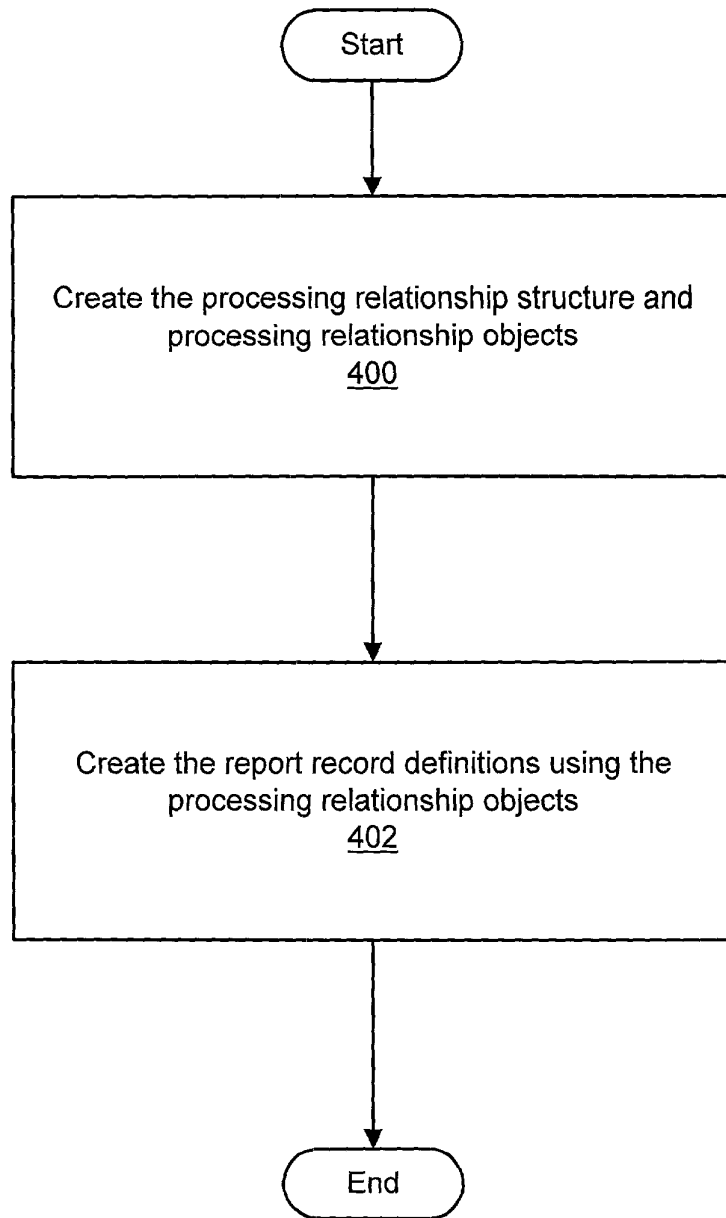 Start
Create the processing relationship structure and
processing relationship objects
400
Create the report record definitions using the
processing relationship objects
402
End